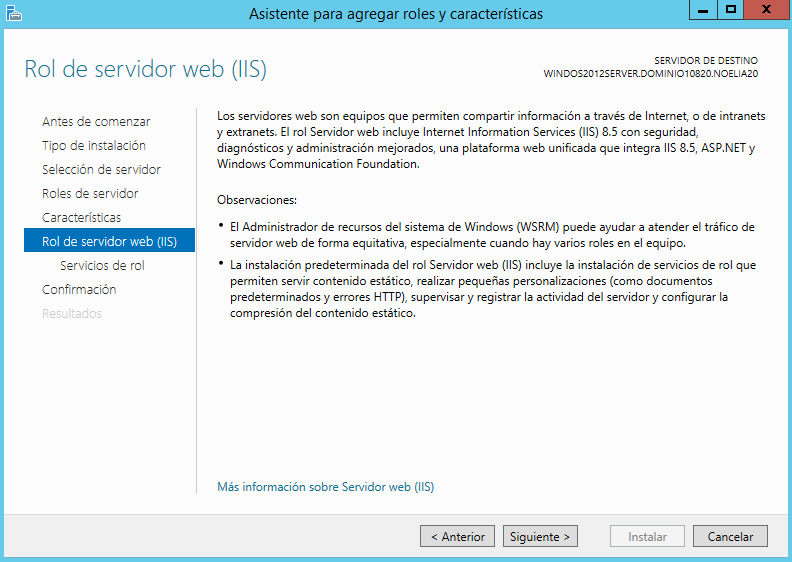 Asistente para agregar roles y características
Rol de servidor web (IIS)
SERVIDOR DE DESTINO
WINDOS2012SERVER.DOMINIO10820.NOELIA20
Antes de comenzar
Tipo de instalación
Selección de servidor
Roles de servidor
Características
Rol de servidor web (IIS)
Servicios de rol
Confirmación
Resultados
Los servidores web son equipos que permiten compartir información a través de Internet, o de intranets
y extranets. El rol Servidor web incluye Internet Information Services (IIS) 8.5 con seguridad,
diagnósticos y administración mejorados, una plataforma web unificada que integra IIS 8.5, ASP.NET y
Windows Communication Foundation.
Observaciones:
• El Administrador de recursos del sistema de Windows (WSRM) puede ayudar a atender el tráfico de
servidor web de forma equitativa, especialmente cuando hay varios roles en el equipo.
• La instalación predeterminada del rol Servidor web (IIS) incluye la instalación de servicios de rol que
permiten servir contenido estático, realizar pequeñas personalizaciones (como documentos
predeterminados y errores HTTP), supervisar y registrar la actividad del servidor y configurar la
compresión del contenido estático.
Más información sobre Servidor web (IIS)
< Anterior
Siguiente >
Instalar
Cancelar